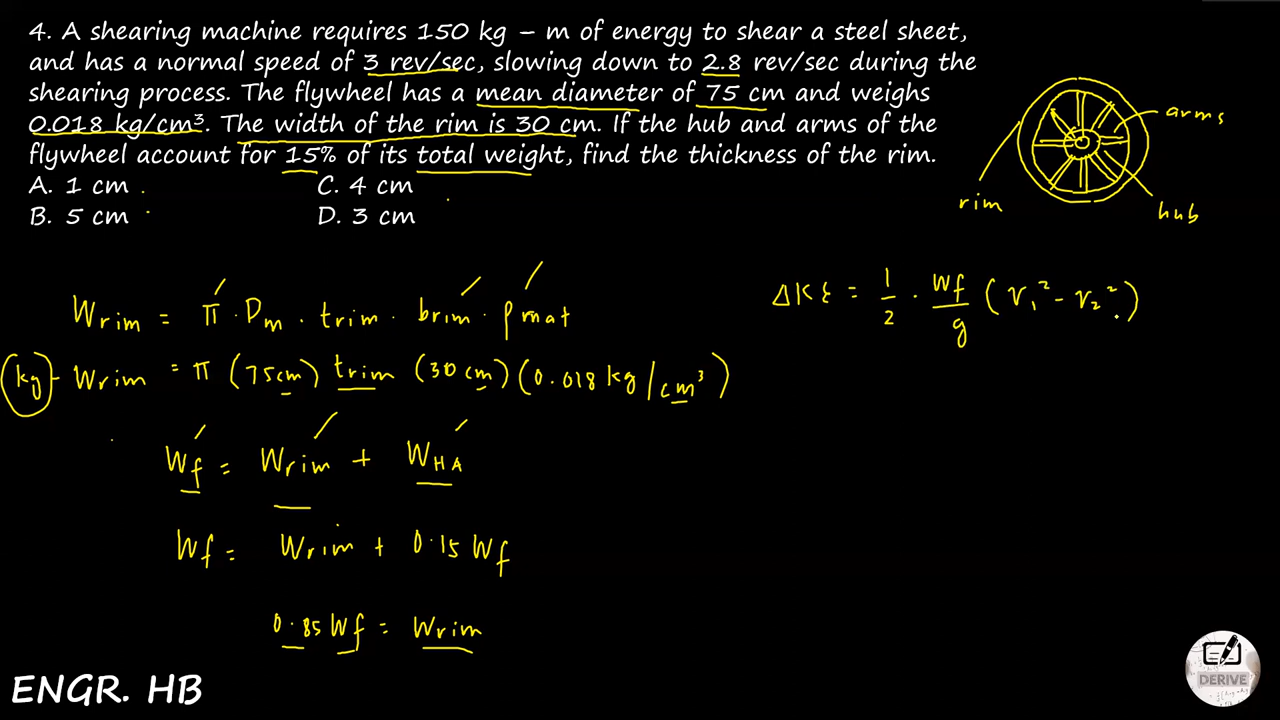 4. A shearing machine requires 150 kg – m of energy to shear a steel sheet,
and has a normal speed of 3 rev/sec, slowing down to 2.8 rev/sec during the
shearing process. The flywheel has a mean diameter of 75 cm and weighs
0.018 kg/cm³. The width of the rim is 30 cm. If the hub and arms of the
flywheel account for 15% of its total weight, find the thickness of the rim.
A. 1 cm C. 4 cm
B. 5 cm D. 3 cm
arms
rim
hub
Wrim = π · Dm · trim · brim · ρmat
kg - Wrim = π (75cm) trim (30 cm) (0.018 kg/cm³)
Wf = Wrim + WHA
Wf = Wrim + 0.15 Wf
0.85 Wf = Wrim
ΔKE = 1/2 · Wf/g (v₁² - v₂²)
ENGR. HB
DERIVE